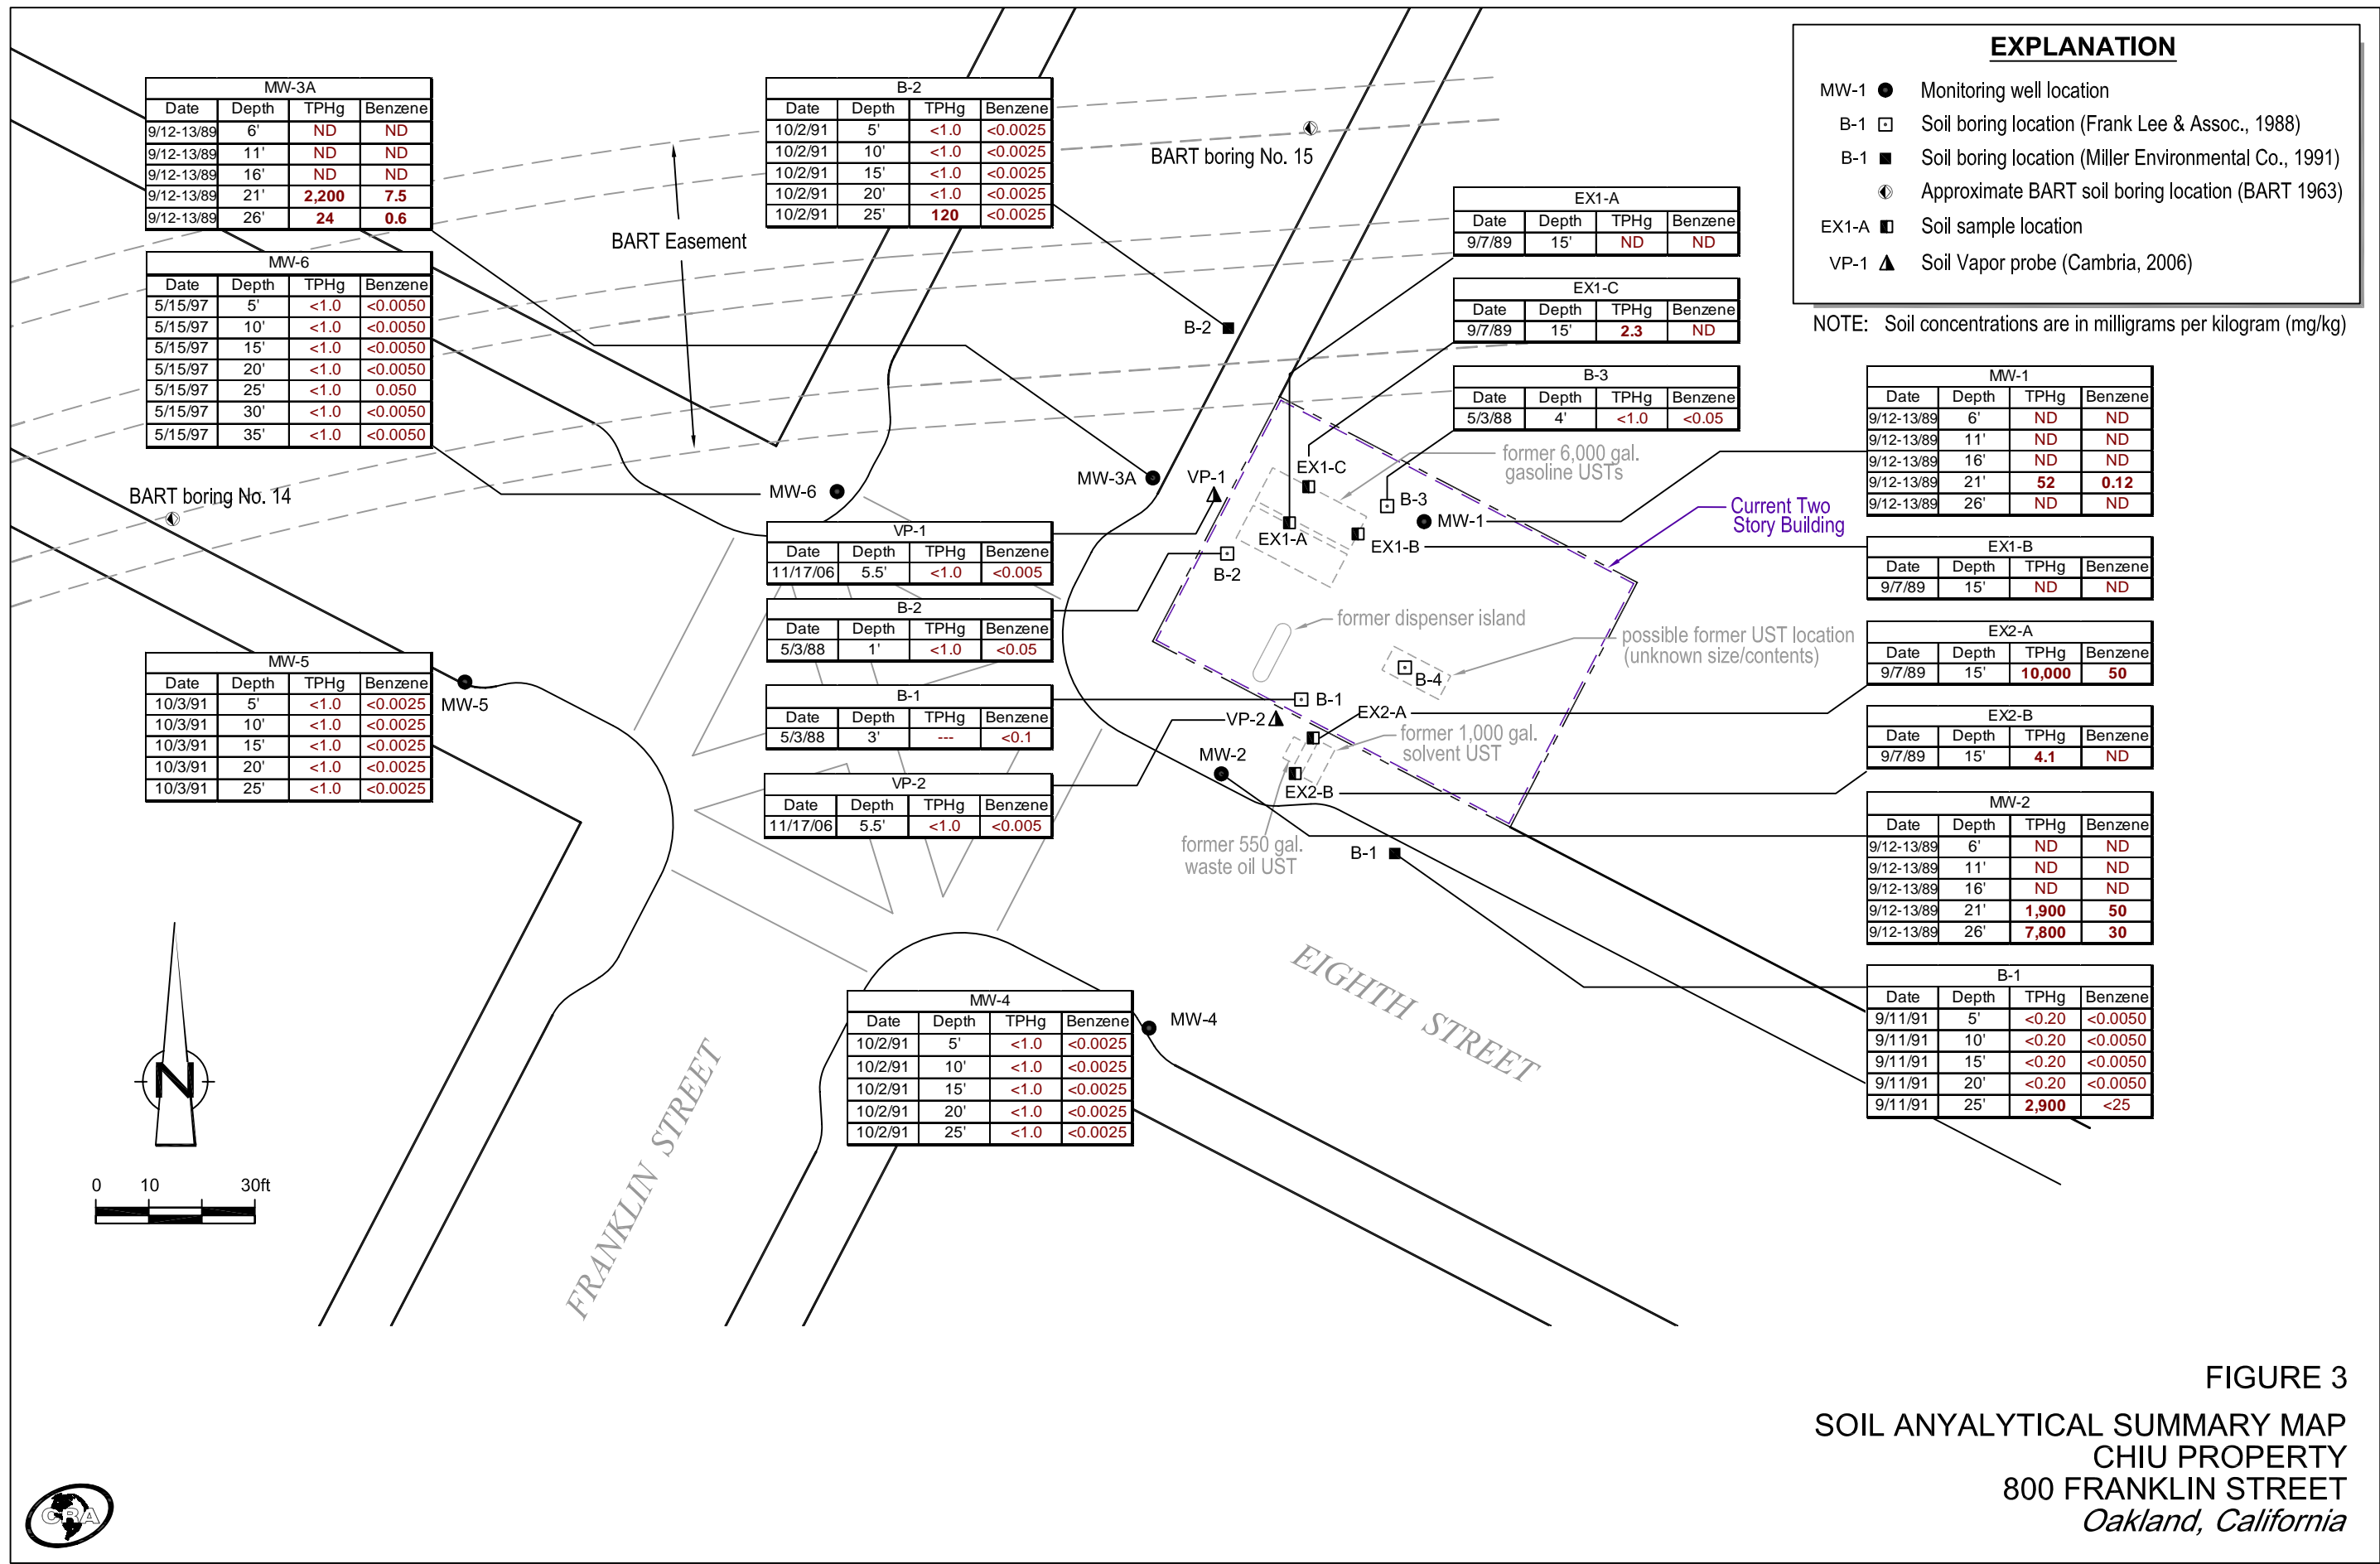 EXPLANATION
MW-1 Monitoring well location
B-1 Soil boring location (Frank Lee & Assoc., 1988)
B-1 Soil boring location (Miller Environmental Co., 1991)
Approximate BART soil boring location (BART 1963)
EX1-A Soil sample location
VP-1 Soil Vapor probe (Cambria, 2006)
NOTE: Soil concentrations are in milligrams per kilogram (mg/kg)
MW-3A
Date Depth TPHg Benzene
9/12-13/89 6' ND ND
9/12-13/89 11' ND ND
9/12-13/89 16' ND ND
9/12-13/89 21' 2,200 7.5
9/12-13/89 26' 24 0.6
MW-6
Date Depth TPHg Benzene
5/15/97 5' <1.0 <0.0050
5/15/97 10' <1.0 <0.0050
5/15/97 15' <1.0 <0.0050
5/15/97 20' <1.0 <0.0050
5/15/97 25' <1.0 0.050
5/15/97 30' <1.0 <0.0050
5/15/97 35' <1.0 <0.0050
B-2
Date Depth TPHg Benzene
10/2/91 5' <1.0 <0.0025
10/2/91 10' <1.0 <0.0025
10/2/91 15' <1.0 <0.0025
10/2/91 20' <1.0 <0.0025
10/2/91 25' 120 <0.0025
BART Easement
BART boring No. 15
BART boring No. 14
EX1-A
Date Depth TPHg Benzene
9/7/89 15' ND ND
EX1-C
Date Depth TPHg Benzene
9/7/89 15' 2.3 ND
B-3
Date Depth TPHg Benzene
5/3/88 4' <1.0 <0.05
MW-1
Date Depth TPHg Benzene
9/12-13/89 6' ND ND
9/12-13/89 11' ND ND
9/12-13/89 16' ND ND
9/12-13/89 21' 52 0.12
9/12-13/89 26' ND ND
EX1-B
Date Depth TPHg Benzene
9/7/89 15' ND ND
EX2-A
Date Depth TPHg Benzene
9/7/89 15' 10,000 50
EX2-B
Date Depth TPHg Benzene
9/7/89 15' 4.1 ND
MW-2
Date Depth TPHg Benzene
9/12-13/89 6' ND ND
9/12-13/89 11' ND ND
9/12-13/89 16' ND ND
9/12-13/89 21' 1,900 50
9/12-13/89 26' 7,800 30
B-1
Date Depth TPHg Benzene
9/11/91 5' <0.20 <0.0050
9/11/91 10' <0.20 <0.0050
9/11/91 15' <0.20 <0.0050
9/11/91 20' <0.20 <0.0050
9/11/91 25' 2,900 <25
VP-1
Date Depth TPHg Benzene
11/17/06 5.5' <1.0 <0.005
B-2
Date Depth TPHg Benzene
5/3/88 1' <1.0 <0.05
B-1
Date Depth TPHg Benzene
5/3/88 3' --- <0.1
VP-2
Date Depth TPHg Benzene
11/17/06 5.5' <1.0 <0.005
MW-5
Date Depth TPHg Benzene
10/3/91 5' <1.0 <0.0025
10/3/91 10' <1.0 <0.0025
10/3/91 15' <1.0 <0.0025
10/3/91 20' <1.0 <0.0025
10/3/91 25' <1.0 <0.0025
MW-4
Date Depth TPHg Benzene
10/2/91 5' <1.0 <0.0025
10/2/91 10' <1.0 <0.0025
10/2/91 15' <1.0 <0.0025
10/2/91 20' <1.0 <0.0025
10/2/91 25' <1.0 <0.0025
B-2
MW-3A
VP-1
MW-6
EX1-C
B-3
MW-1
EX1-A
EX1-B
B-2
former 6,000 gal.
gasoline USTs
Current Two
Story Building
former dispenser island
possible former UST location
(unknown size/contents)
B-4
B-1
VP-2
EX2-A
former 1,000 gal.
solvent UST
MW-2
EX2-B
former 550 gal.
waste oil UST
B-1
MW-5
MW-4
EIGHTH STREET
FRANKLIN STREET
N
0 10 30ft
CRA
FIGURE 3
SOIL ANYALYTICAL SUMMARY MAP
CHIU PROPERTY
800 FRANKLIN STREET
Oakland, California